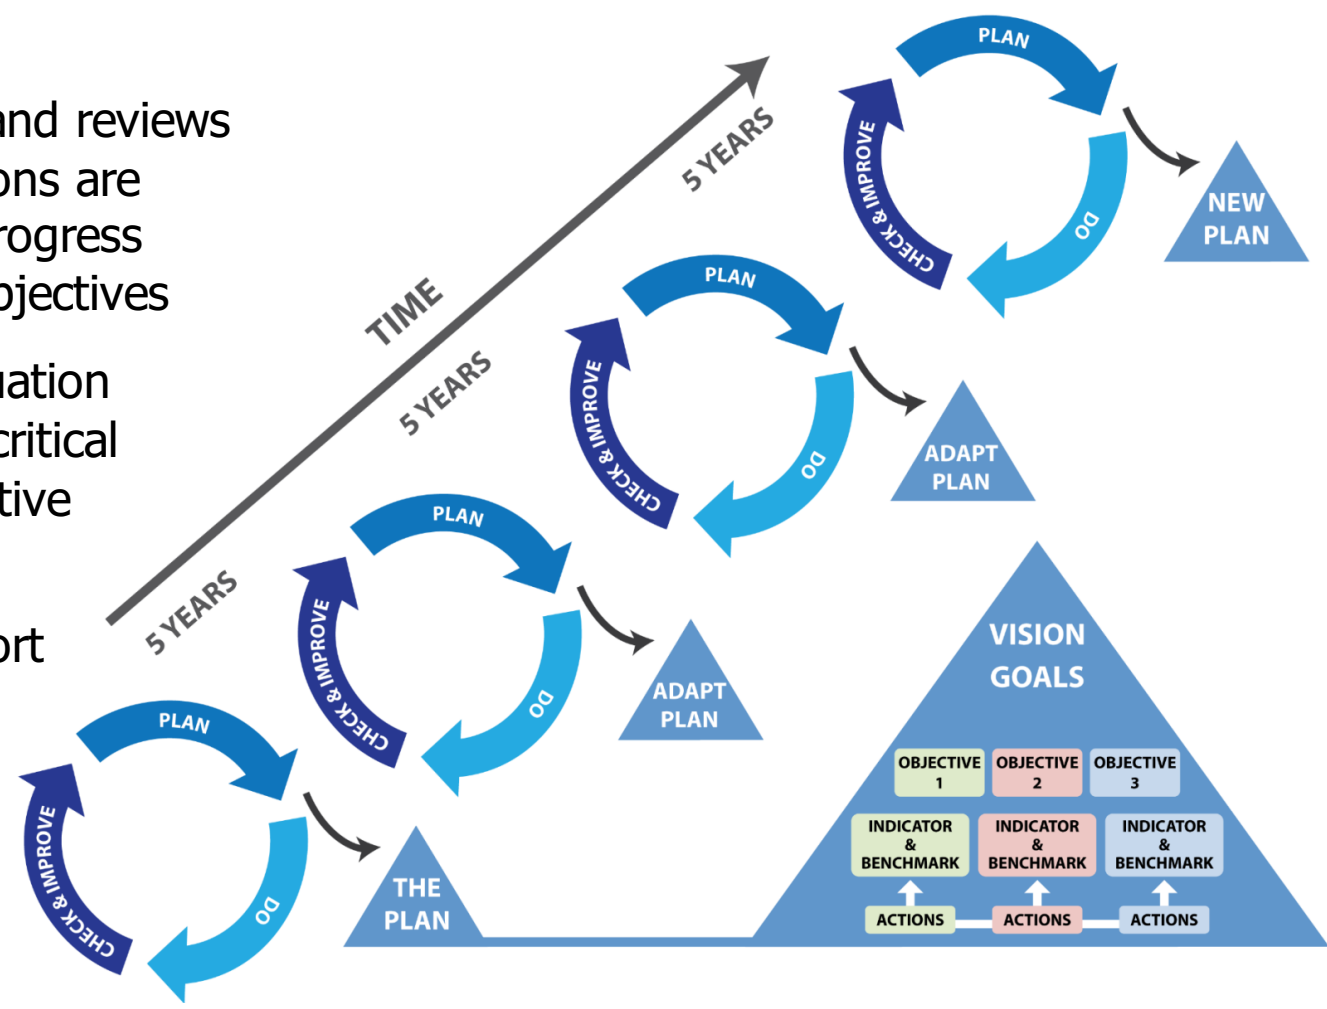 and reviews
ons are
rogress
bjectives
uation
critical
tive
ort
TIME
5 YEARS
5 YEARS
5 YEARS
PLAN
DO
CHECK & IMPROVE
NEW
PLAN
PLAN
DO
CHECK & IMPROVE
ADAPT
PLAN
PLAN
DO
CHECK & IMPROVE
ADAPT
PLAN
PLAN
DO
CHECK & IMPROVE
THE
PLAN
VISION
GOALS
OBJECTIVE
1
OBJECTIVE
2
OBJECTIVE
3
INDICATOR
&
BENCHMARK
INDICATOR
&
BENCHMARK
INDICATOR
&
BENCHMARK
ACTIONS
ACTIONS
ACTIONS